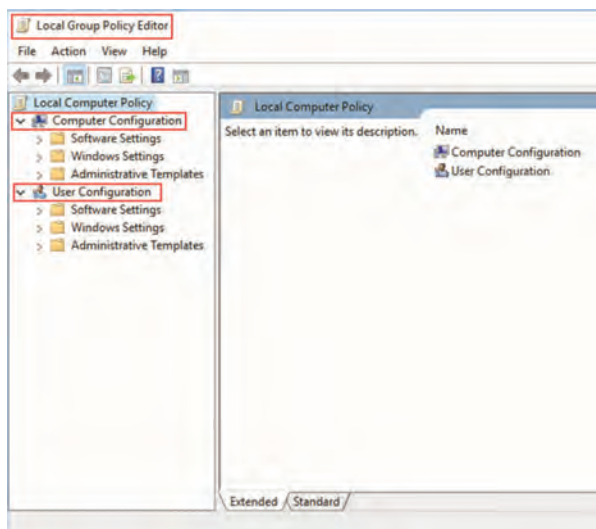 Local Group Policy Editor
File Action View Help
Local Computer Policy
Computer Configuration
Software Settings
Windows Settings
Administrative Templates
User Configuration
Software Settings
Windows Settings
Administrative Templates
Local Computer Policy
Select an item to view its description.
Name
Computer Configuration
User Configuration
Extended Standard